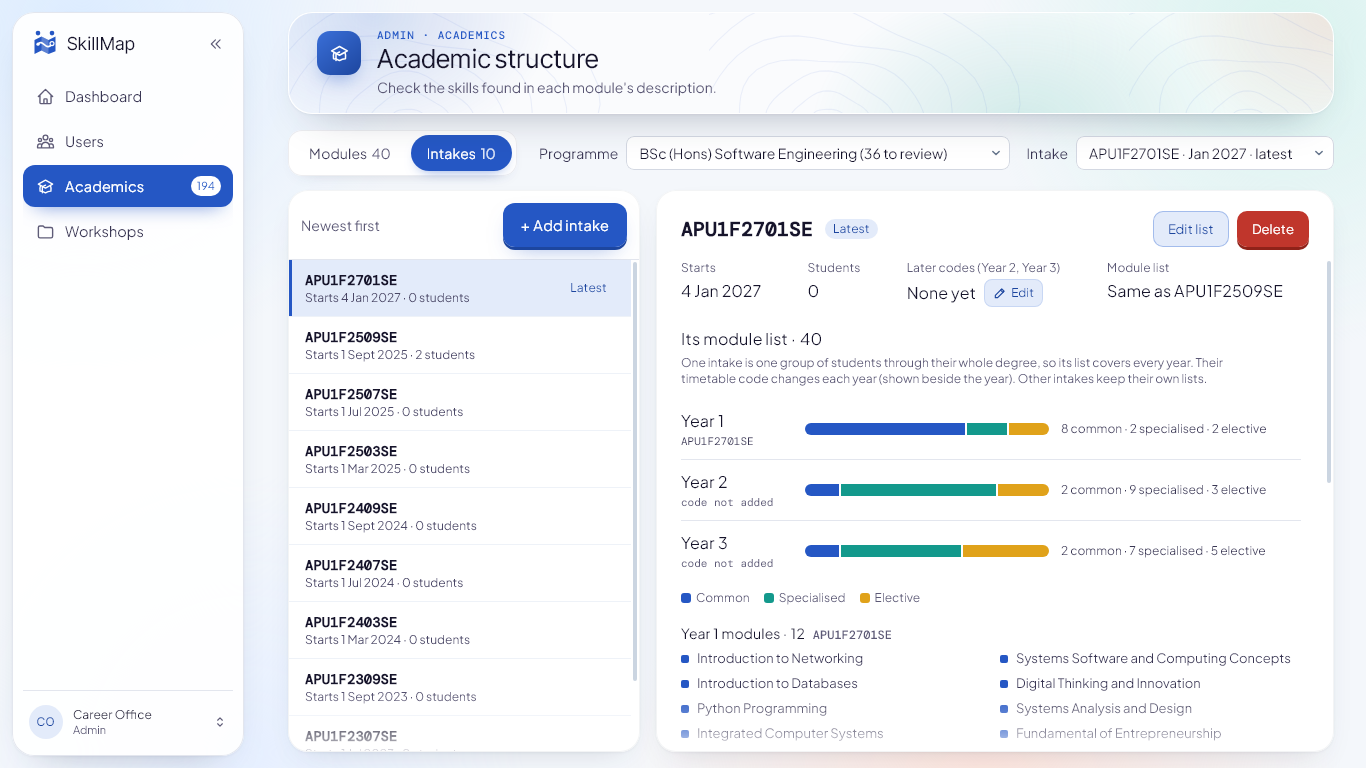 SkillMap
Dashboard
Users
Academics 194
Workshops
CO
Career Office
Admin
ADMIN · ACADEMICS
Academic structure
Check the skills found in each module's description.
Modules 40
Intakes 10
Programme
BSc (Hons) Software Engineering (36 to review)
Intake
APU1F2701SE · Jan 2027 · latest
Newest first
+ Add intake
APU1F2701SE
Starts 4 Jan 2027 · 0 students
Latest
APU1F2509SE
Starts 1 Sept 2025 · 2 students
APU1F2507SE
Starts 1 Jul 2025 · 0 students
APU1F2503SE
Starts 1 Mar 2025 · 0 students
APU1F2409SE
Starts 1 Sept 2024 · 0 students
APU1F2407SE
Starts 1 Jul 2024 · 0 students
APU1F2403SE
Starts 1 Mar 2024 · 0 students
APU1F2309SE
Starts 1 Sept 2023 · 0 students
APU1F2307SE
APU1F2701SE
Latest
Edit list
Delete
Starts
4 Jan 2027
Students
0
Later codes (Year 2, Year 3)
None yet
Edit
Module list
Same as APU1F2509SE
Its module list · 40
One intake is one group of students through their whole degree, so its list covers every year. Their
timetable code changes each year (shown beside the year). Other intakes keep their own lists.
Year 1
APU1F2701SE
8 common · 2 specialised · 2 elective
Year 2
code not added
2 common · 9 specialised · 3 elective
Year 3
code not added
2 common · 7 specialised · 5 elective
Common
Specialised
Elective
Year 1 modules · 12 APU1F2701SE
Introduction to Networking
Systems Software and Computing Concepts
Introduction to Databases
Digital Thinking and Innovation
Python Programming
Systems Analysis and Design
Integrated Computer Systems
Fundamental of Entrepreneurship